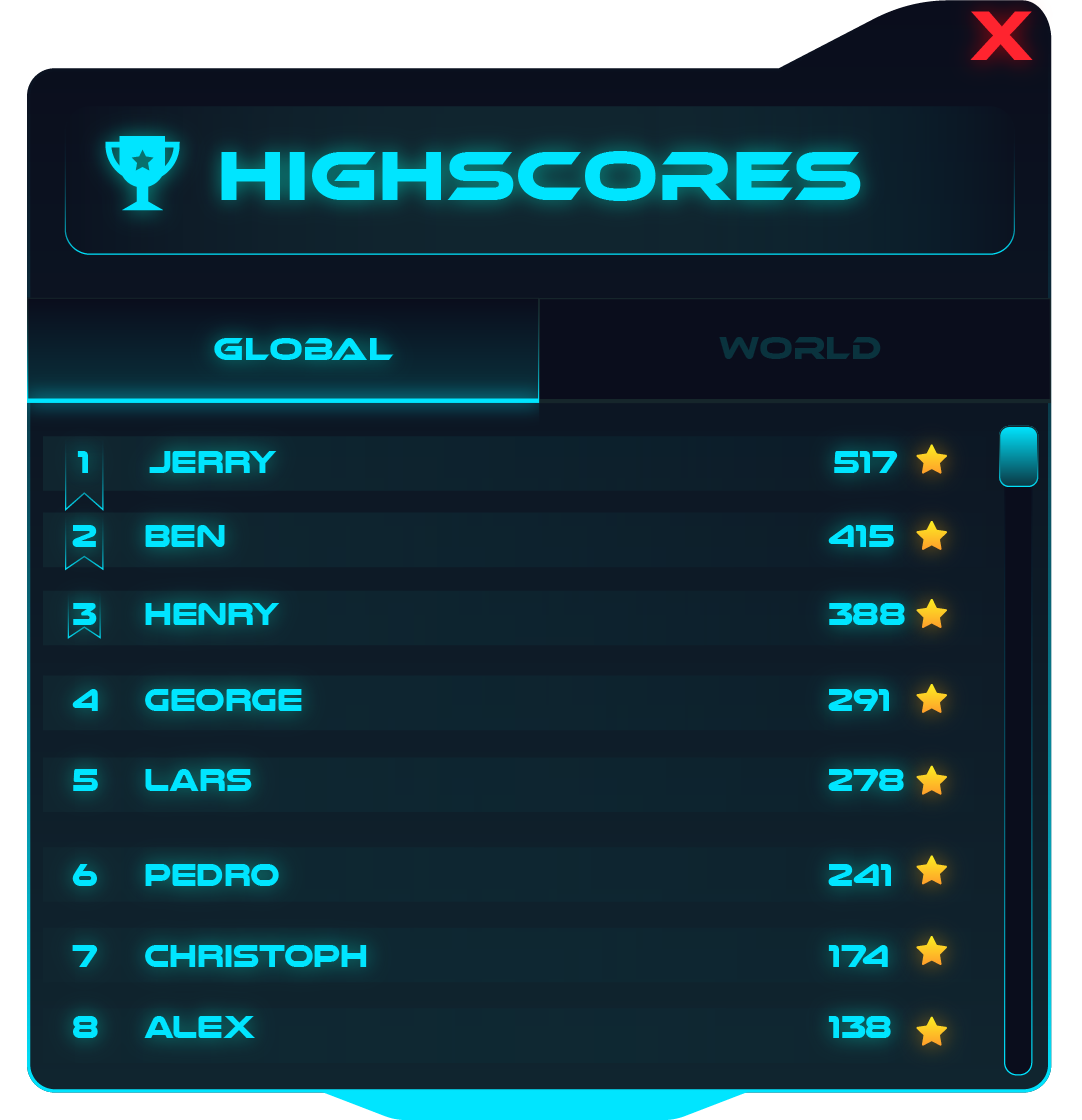 X
HIGHSCORES
GLOBAL WORLD
1 JERRY 517
2 BEN 415
3 HENRY 388
4 GEORGE 291
5 LARS 278
6 PEDRO 241
7 CHRISTOPH 174
8 ALEX 138